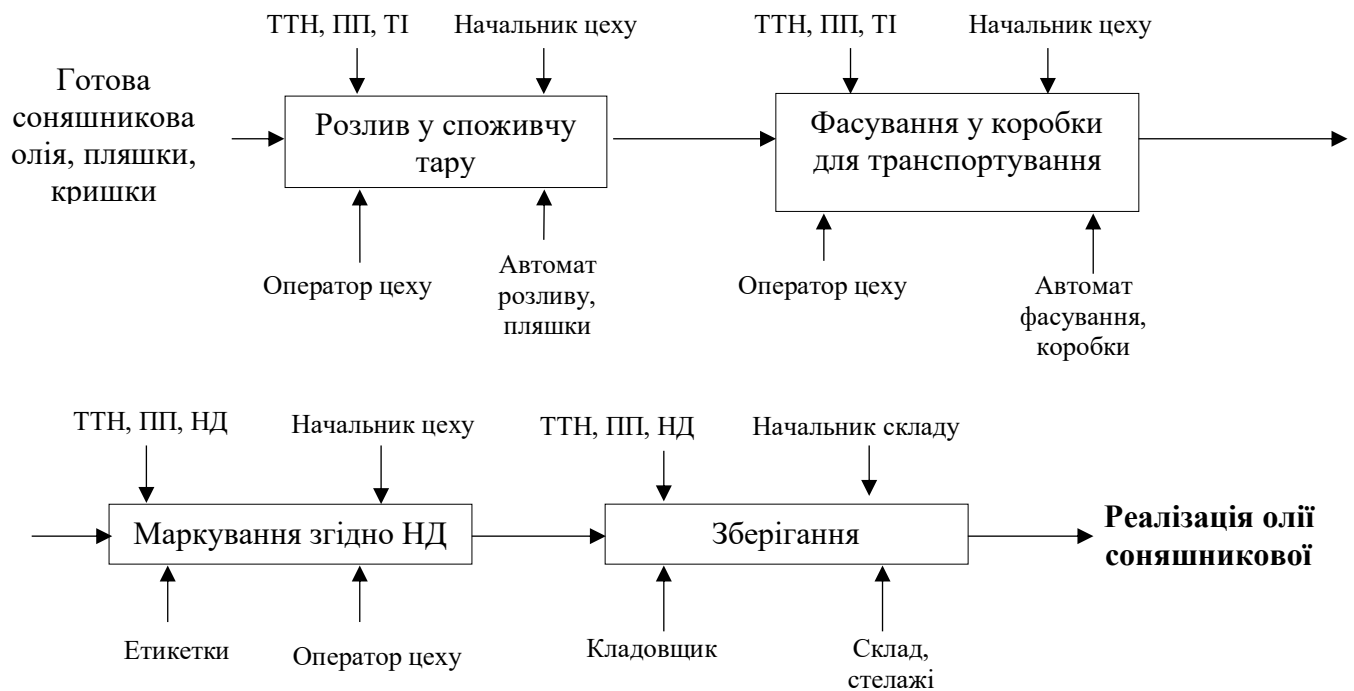 ТТН, ПП, ТІ
Начальник цеху
ТТН, ПП, ТІ
Начальник цеху
Готова
соняшникова
олія, пляшки,
кришки
Розлив у споживчу
тару
Фасування у коробки
для транспортування
Оператор цеху
Автомат
розливу,
пляшки
Оператор цеху
Автомат
фасування,
коробки
ТТН, ПП, НД
Начальник цеху
ТТН, ПП, НД
Начальник складу
Маркування згідно НД
Зберігання
Реалізація олії
соняшникової
Етикетки
Оператор цеху
Кладовщик
Склад,
стелажі